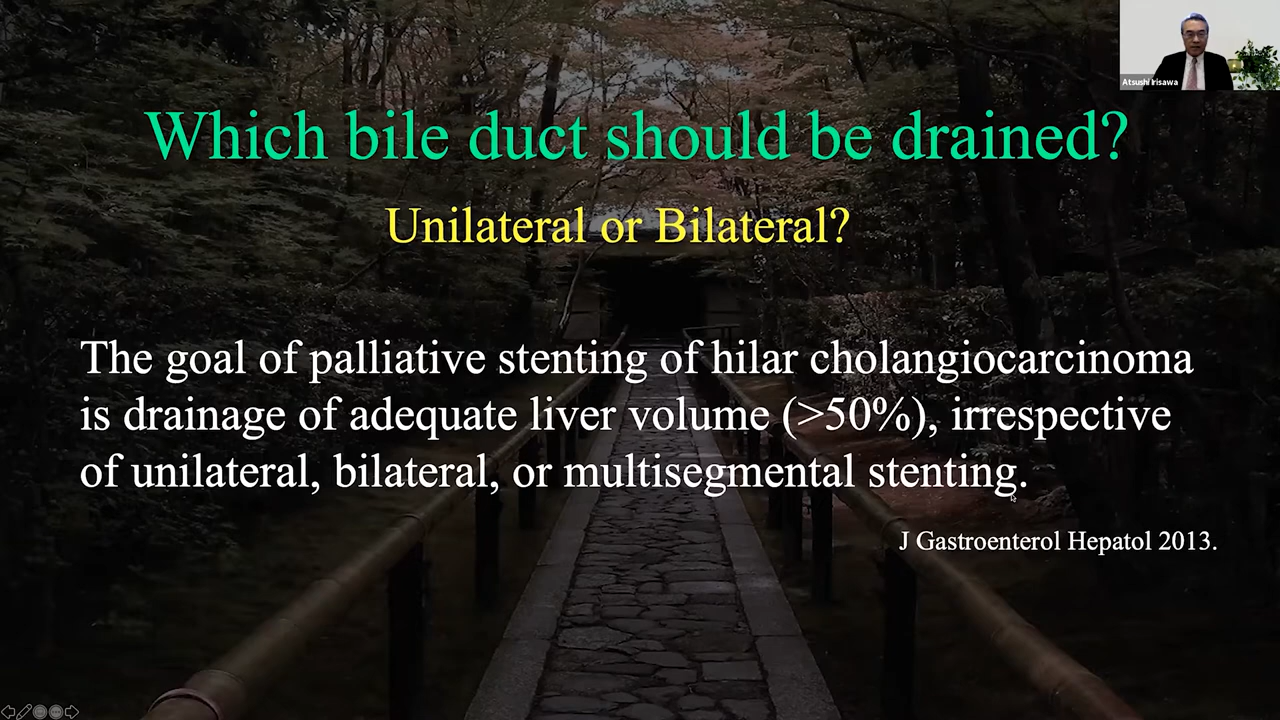 Atsushi Irisawa
Which bile duct should be drained?
Unilateral or Bilateral?
The goal of palliative stenting of hilar cholangiocarcinoma
is drainage of adequate liver volume (>50%), irrespective
of unilateral, bilateral, or multisegmental stenting.
J Gastroenterol Hepatol 2013.